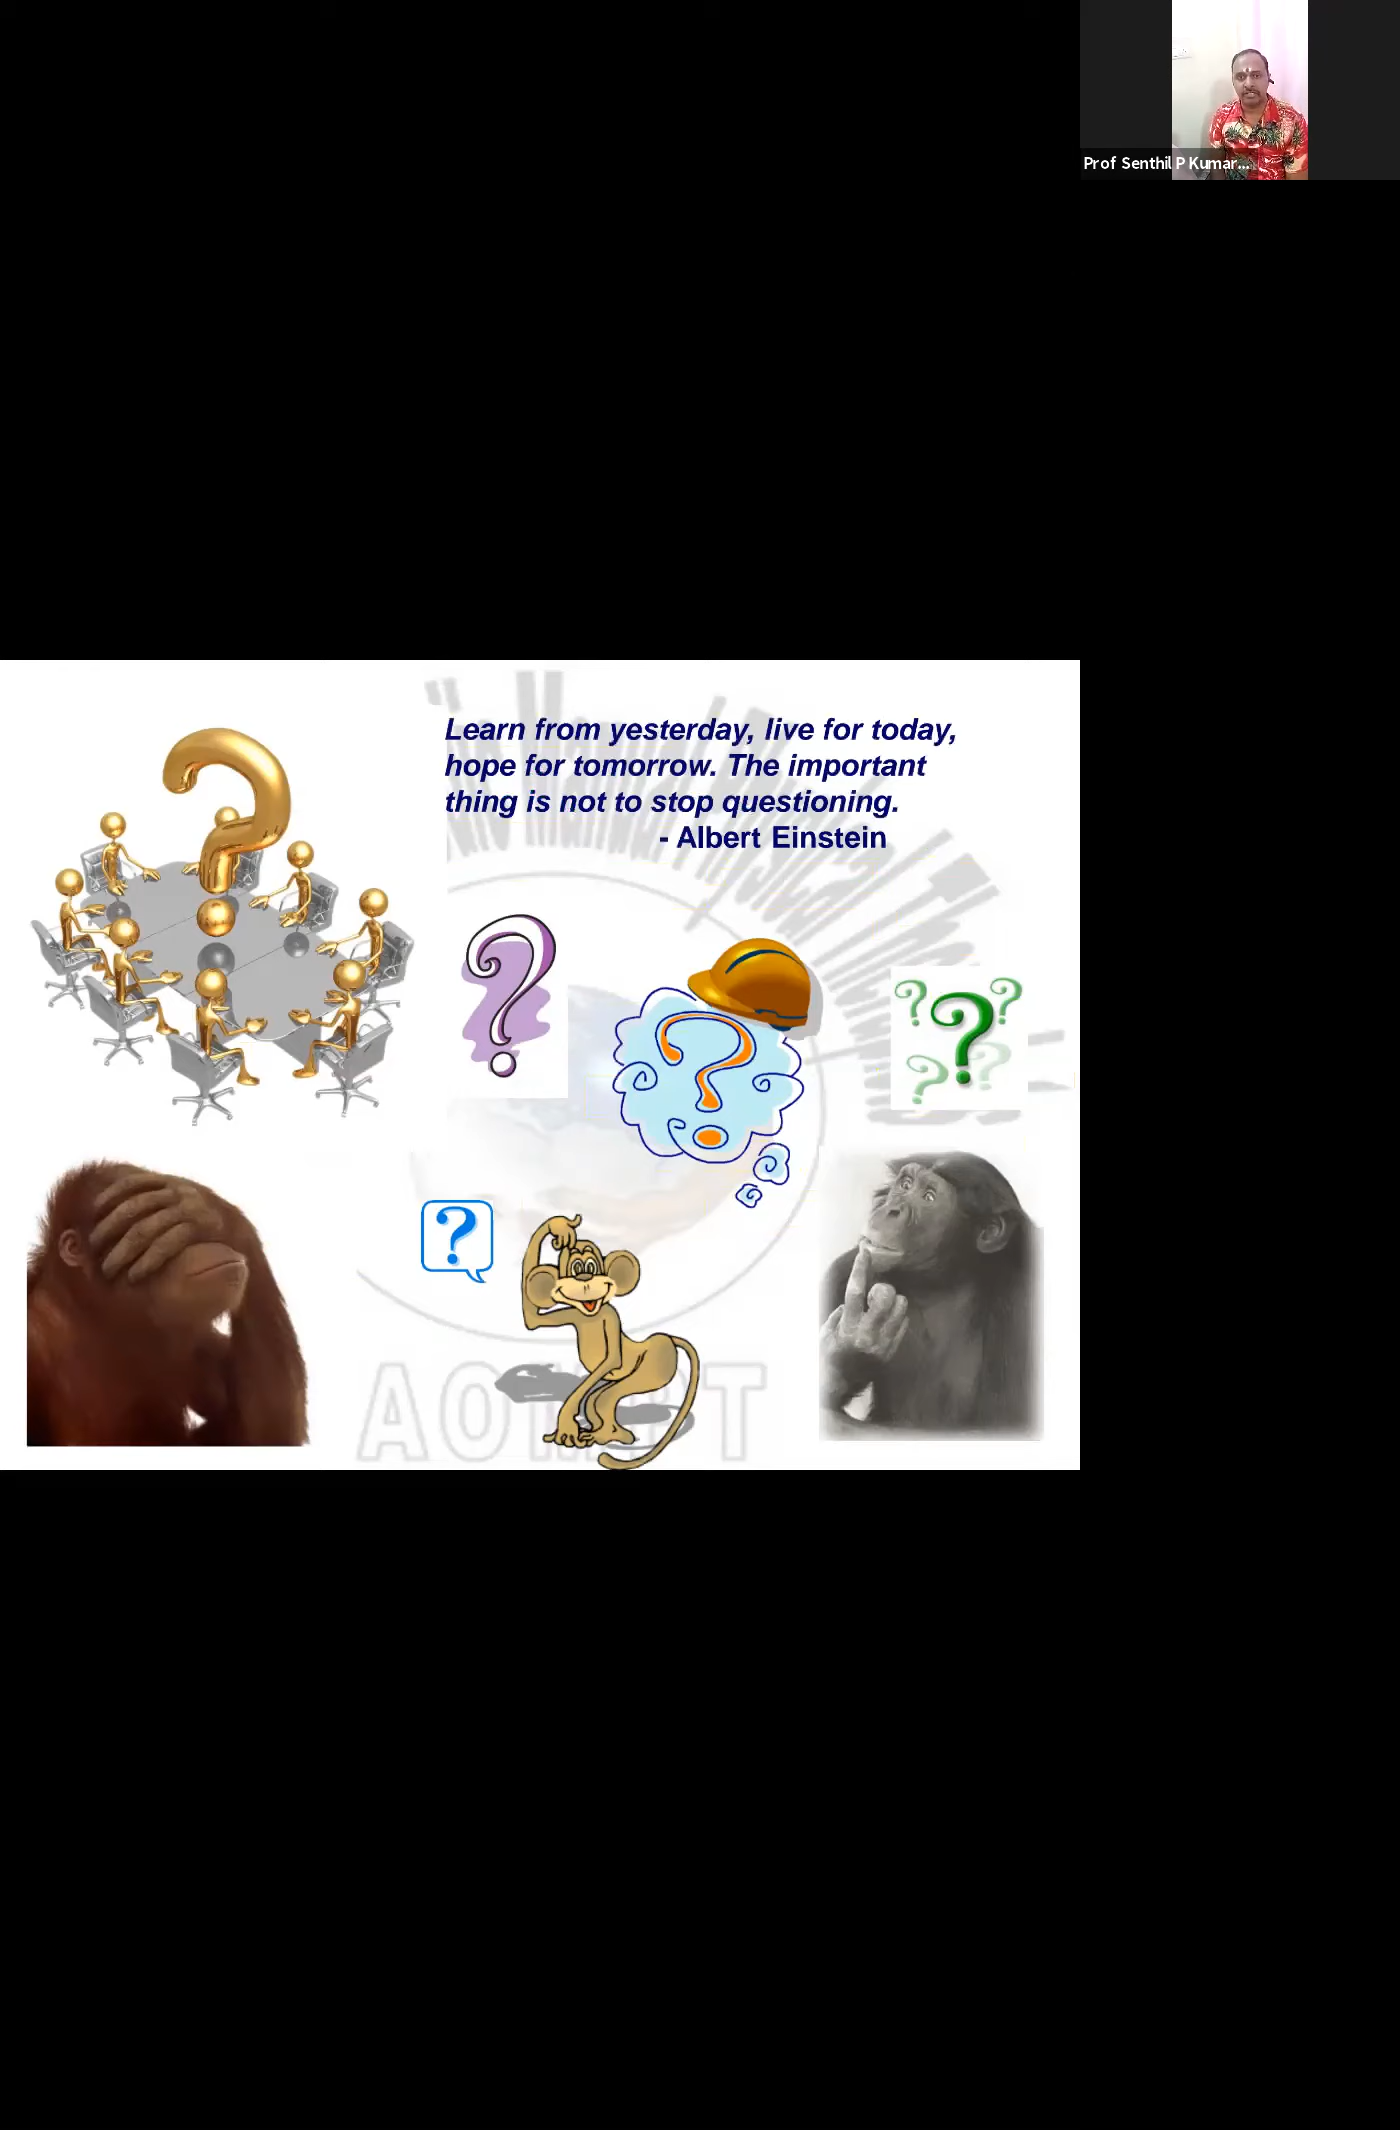 Prof Senthil P Kumar...
Learn from yesterday, live for today,
hope for tomorrow. The important
thing is not to stop questioning.
- Albert Einstein
?
?
? ? ?
?
? ?
?